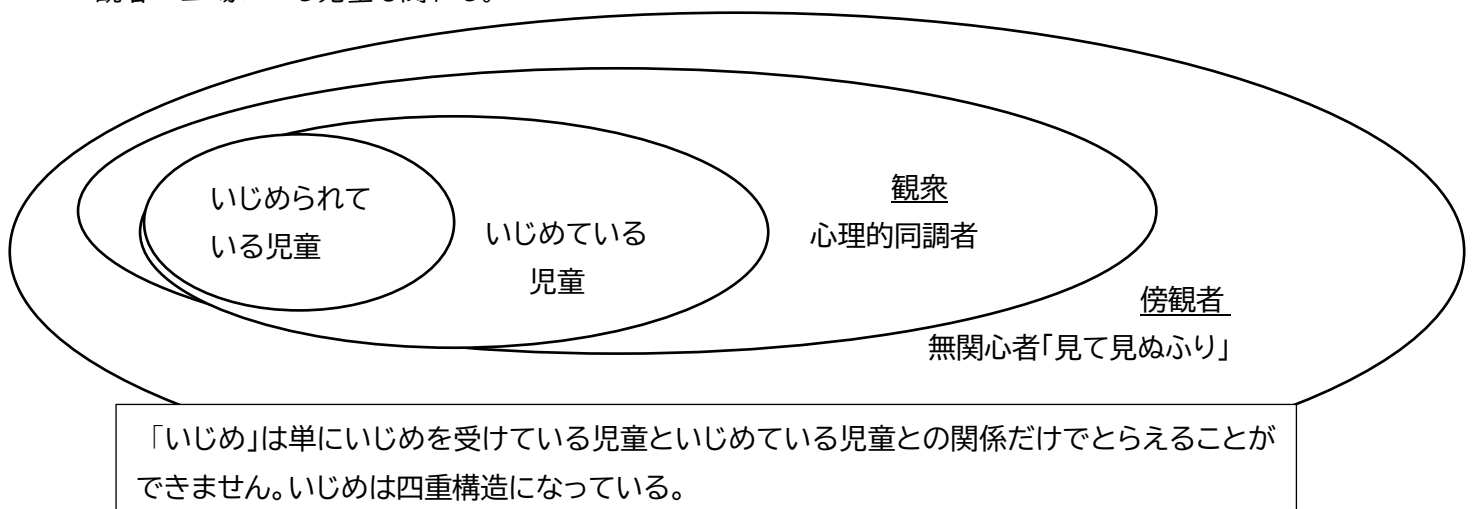 いじめられて
いる児童
いじめている
児童
観衆
心理的同調者
傍観者
無関心者「見て見ぬふり」
「いじめ」は単にいじめを受けている児童といじめている児童との関係だけでとらえることが
できません。いじめは四重構造になっている。